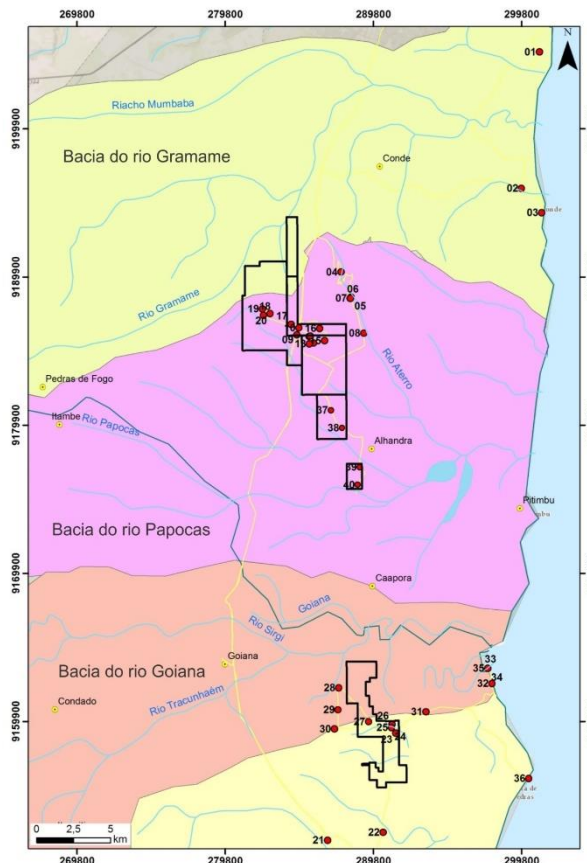 269800 279800 289800 299800
N
01
9199900
Riacho Mumbaba
Bacia do rio Gramame
Conde
02
03
9189900
04
06
07
05
Rio Gramame
18
19
20
17
16
09
08
Rio Aterro
Pedras de Fogo
37
9179900
Itambe
Rio Papocas
38
Alhandra
39
40
Pitimbu
Bacia do rio Papocas
9169900
Caapora
Goiana
Rio Sirgi
Goiana
Bacia do rio Goiana
33
35
34
32
28
Rio Tracunhaém
Condado
29
31
26
27
25
30
23
24
9159900
36
22
21
0 2,5 5
km
269800 279800 289800 299800